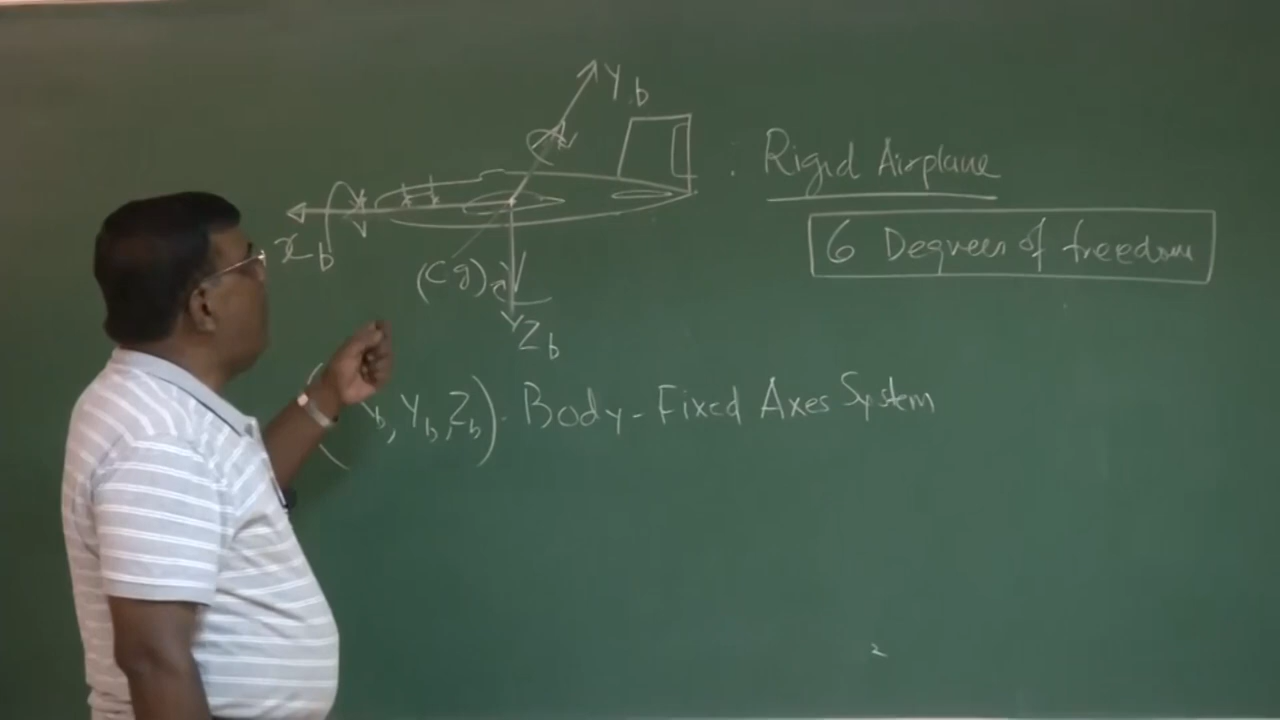 Yb
: Rigid Airplane
xb
6 Degrees of freedom
(cg)
Zb
( b, Yb, Zb) - Body - Fixed Axes System